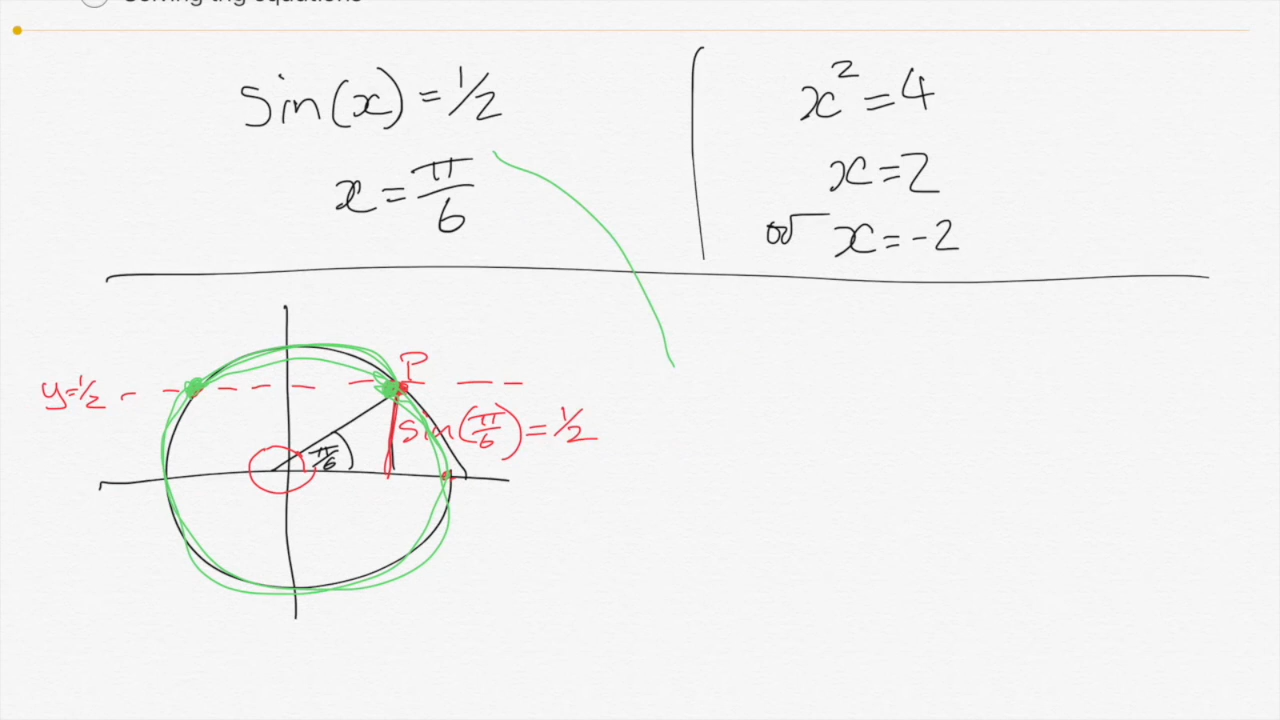 Solving trig equations
sin(x) = 1/2
x = π/6
x² = 4
x = 2
or x = -2
y=1/2
P
sin(π/6) = 1/2
π/6